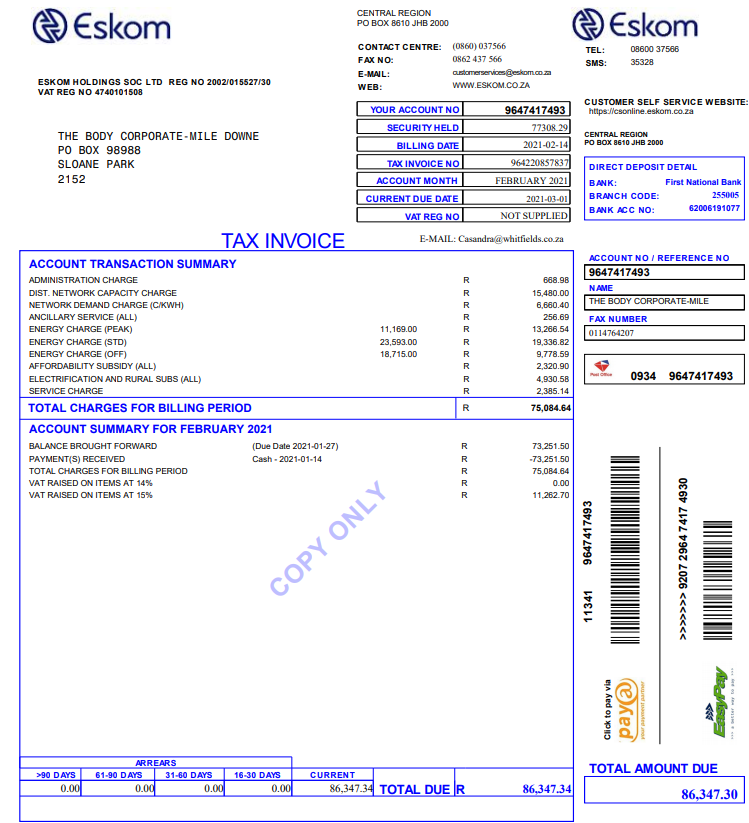 Eskom
CENTRAL REGION
PO BOX 8610 JHB 2000
CONTACT CENTRE: (0860) 037566
FAX NO: 0862 437 566
E-MAIL: customerservices@eskom.co.za
WEB: WWW.ESKOM.CO.ZA
Eskom
TEL: 08600 37566
SMS: 35328
ESKOM HOLDINGS SOC LTD REG NO 2002/015527/30
VAT REG NO 4740101508
THE BODY CORPORATE-MILE DOWNE
PO BOX 98988
SLOANE PARK
2152
YOUR ACCOUNT NO 9647417493
SECURITY HELD 77308.29
BILLING DATE 2021-02-14
TAX INVOICE NO 964220857837
ACCOUNT MONTH FEBRUARY 2021
CURRENT DUE DATE 2021-03-01
VAT REG NO NOT SUPPLIED
CUSTOMER SELF SERVICE WEBSITE:
https://csonline.eskom.co.za
CENTRAL REGION
PO BOX 8610 JHB 2000
DIRECT DEPOSIT DETAIL
BANK: First National Bank
BRANCH CODE: 255005
BANK ACC NO: 62006191077
TAX INVOICE
E-MAIL: Casandra@whitfields.co.za
ACCOUNT TRANSACTION SUMMARY
ADMINISTRATION CHARGE R 668.98
DIST. NETWORK CAPACITY CHARGE R 15,480.00
NETWORK DEMAND CHARGE (C/KWH) R 6,660.40
ANCILLARY SERVICE (ALL) R 256.69
ENERGY CHARGE (PEAK) 11,169.00 R 13,266.54
ENERGY CHARGE (STD) 23,593.00 R 19,336.82
ENERGY CHARGE (OFF) 18,715.00 R 9,778.59
AFFORDABILITY SUBSIDY (ALL) R 2,320.90
ELECTRIFICATION AND RURAL SUBS (ALL) R 4,930.58
SERVICE CHARGE R 2,385.14
TOTAL CHARGES FOR BILLING PERIOD R 75,084.64
ACCOUNT SUMMARY FOR FEBRUARY 2021
BALANCE BROUGHT FORWARD (Due Date 2021-01-27) R 73,251.50
PAYMENT(S) RECEIVED Cash - 2021-01-14 R -73,251.50
TOTAL CHARGES FOR BILLING PERIOD R 75,084.64
VAT RAISED ON ITEMS AT 14% R 0.00
VAT RAISED ON ITEMS AT 15% R 11,262.70
COPY ONLY
ACCOUNT NO / REFERENCE NO
9647417493
NAME
THE BODY CORPORATE-MILE
FAX NUMBER
0114764207
Post Office 0934 9647417493
11341 9647417493
>>>>>>> 9207 2964 7417 4930
Click to pay via
pay@
your payment partner
EasyPay
--- a better way to pay ---
ARREARS
>90 DAYS 61-90 DAYS 31-60 DAYS 16-30 DAYS CURRENT
0.00 0.00 0.00 0.00 86,347.34 TOTAL DUE R 86,347.34
TOTAL AMOUNT DUE
86,347.30